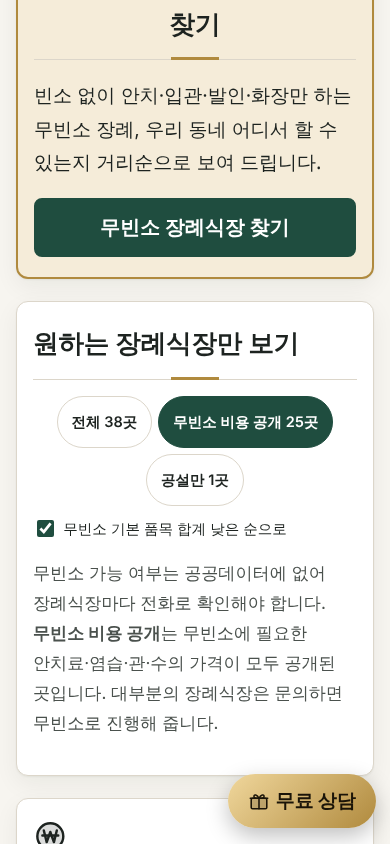 찾기
빈소 없이 안치·입관·발인·화장만 하는
무빈소 장례, 우리 동네 어디서 할 수
있는지 거리순으로 보여 드립니다.
무빈소 장례식장 찾기
원하는 장례식장만 보기
전체 38곳
무빈소 비용 공개 25곳
공설만 1곳
무빈소 기본 품목 합계 낮은 순으로
무빈소 가능 여부는 공공데이터에 없어
장례식장마다 전화로 확인해야 합니다.
무빈소 비용 공개는 무빈소에 필요한
안치료·염습·관·수의 가격이 모두 공개된
곳입니다. 대부분의 장례식장은 문의하면
무빈소로 진행해 줍니다.
무료 상담